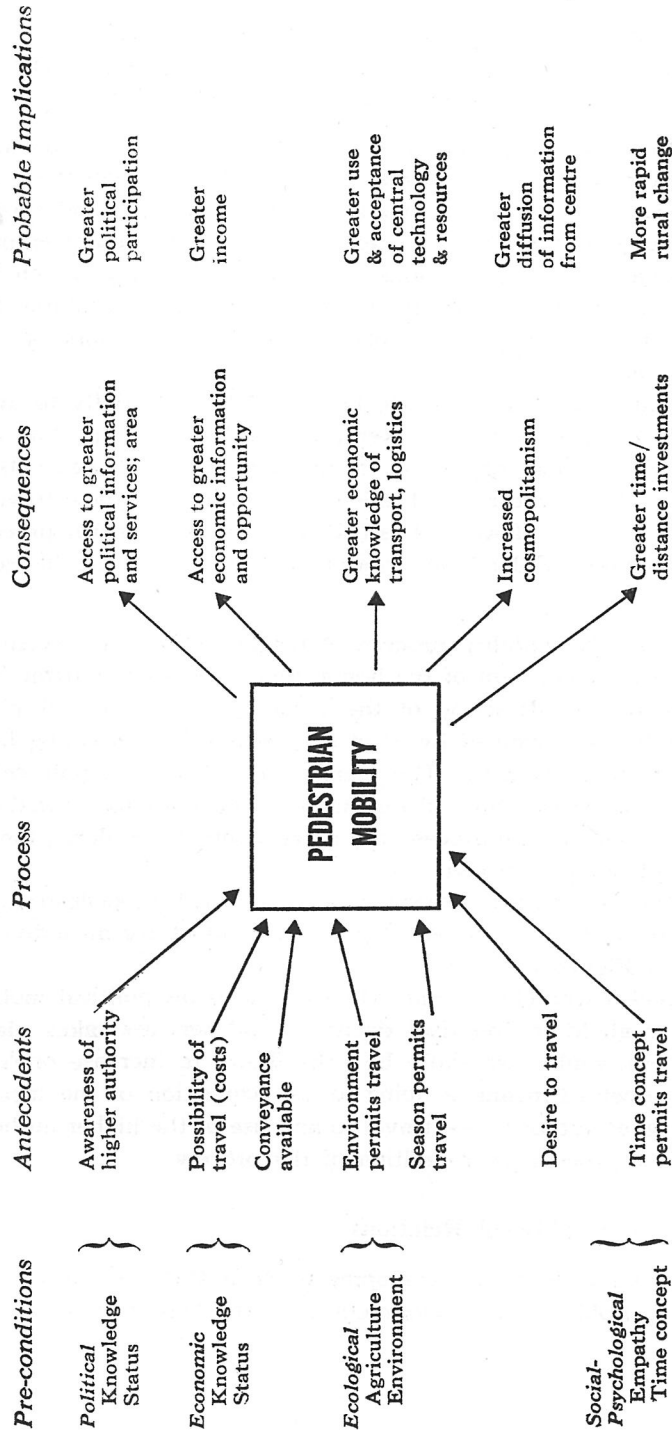 Pre-conditions
Antecedents
Process
Consequences
Probable Implications
Political
Knowledge
Status
Awareness of
higher authority
Access to greater
political information
and services; area
Greater
political
participation
Economic
Knowledge
Status
Possibility of
travel (costs)
Conveyance
available
Access to greater
economic information
and opportunity
Greater
income
PEDESTRIAN
MOBILITY
Ecological
Agriculture
Environment
Environment
permits travel
Season permits
travel
Greater economic
knowledge of
transport, logistics
Greater use
& acceptance
of central
technology
& resources
Desire to travel
Increased
cosmopolitanism
Greater
diffusion
of information
from centre
Social-
Psychological
Empathy
Time concept
Time concept
permits travel
Greater time/
distance investments
More rapid
rural change